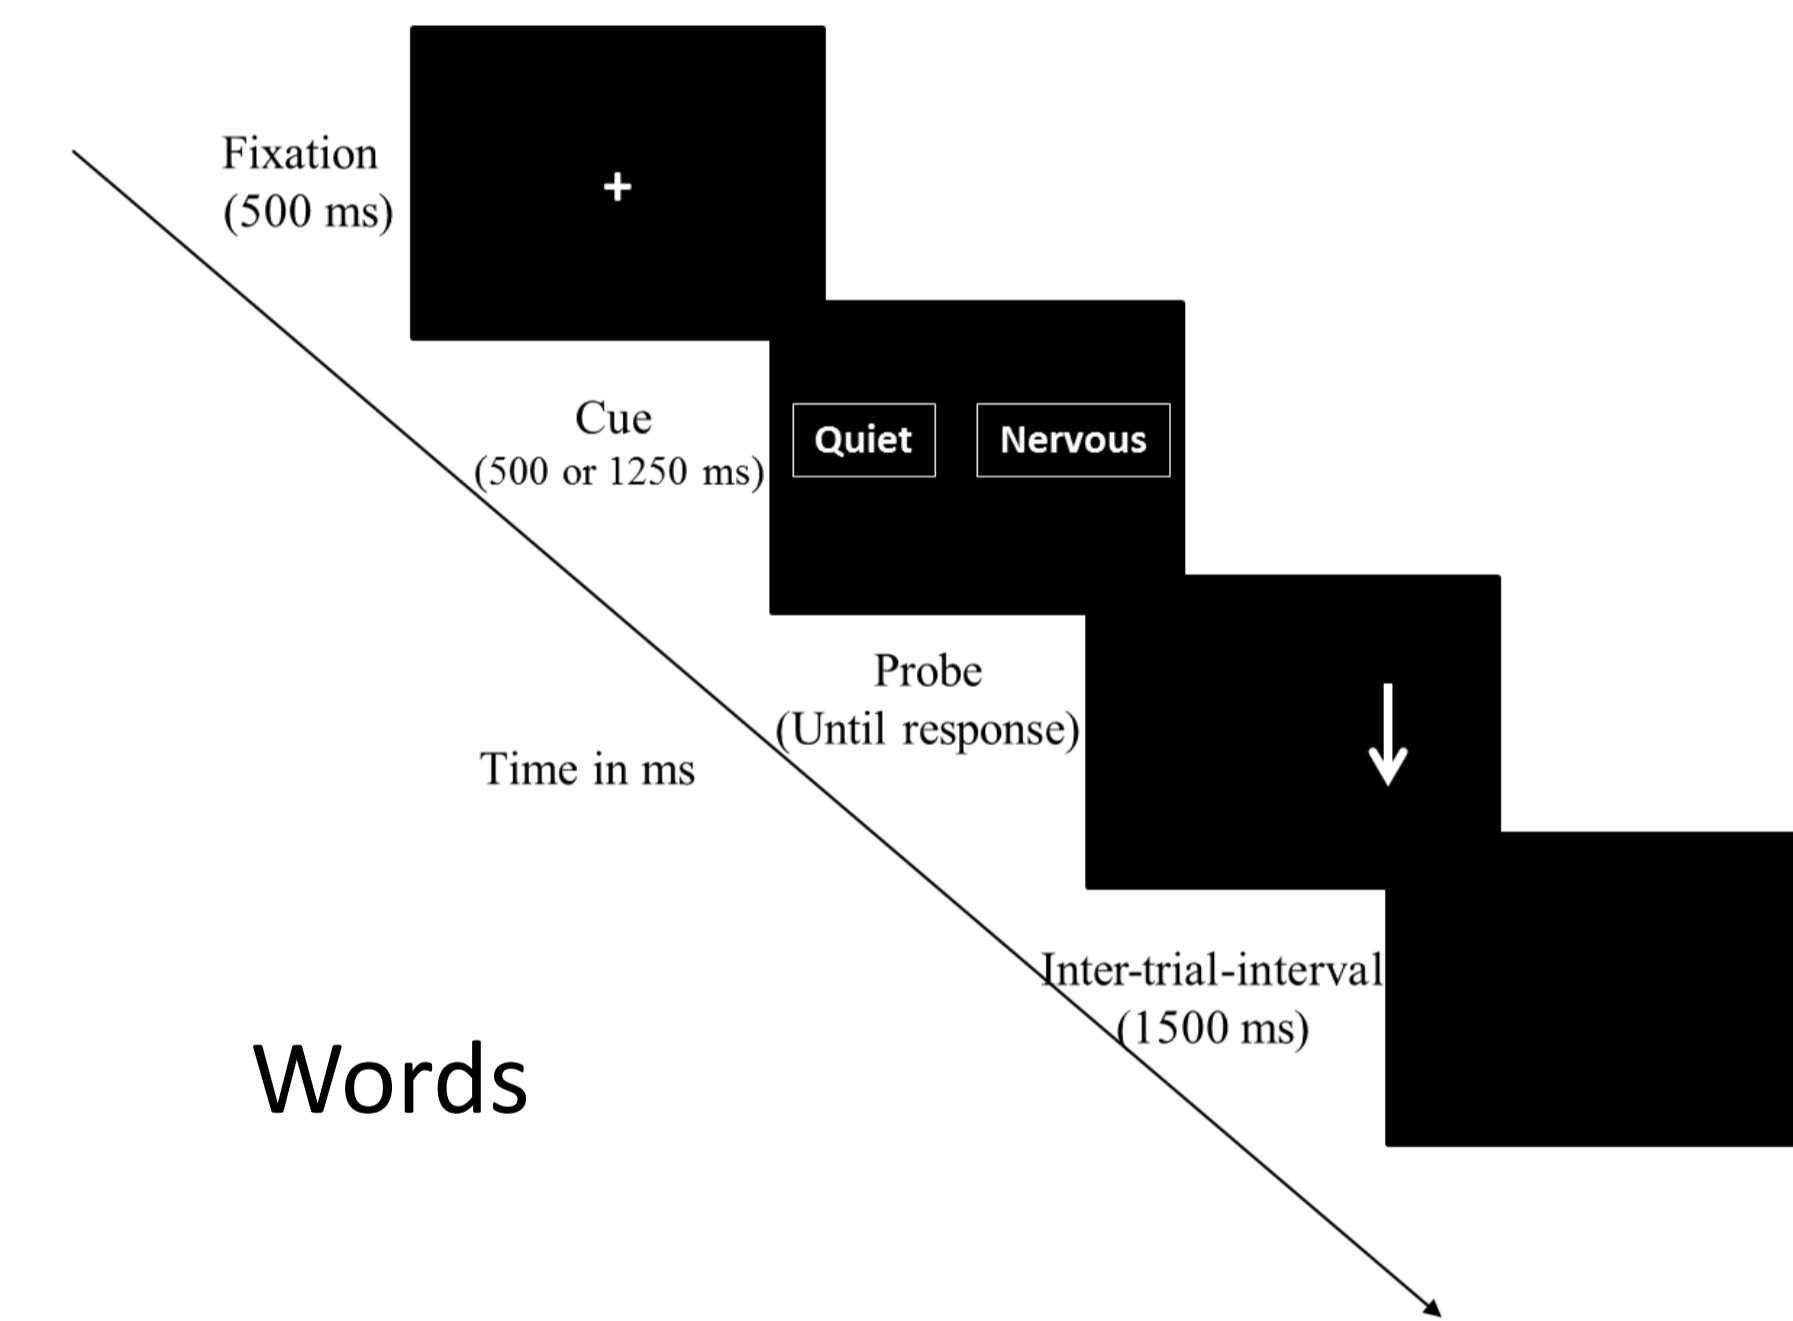 Fixation
(500 ms)
+
Cue
(500 or 1250 ms)
Quiet Nervous
Probe
(Until response)
Time in ms
Inter-trial-interval
(1500 ms)
Words